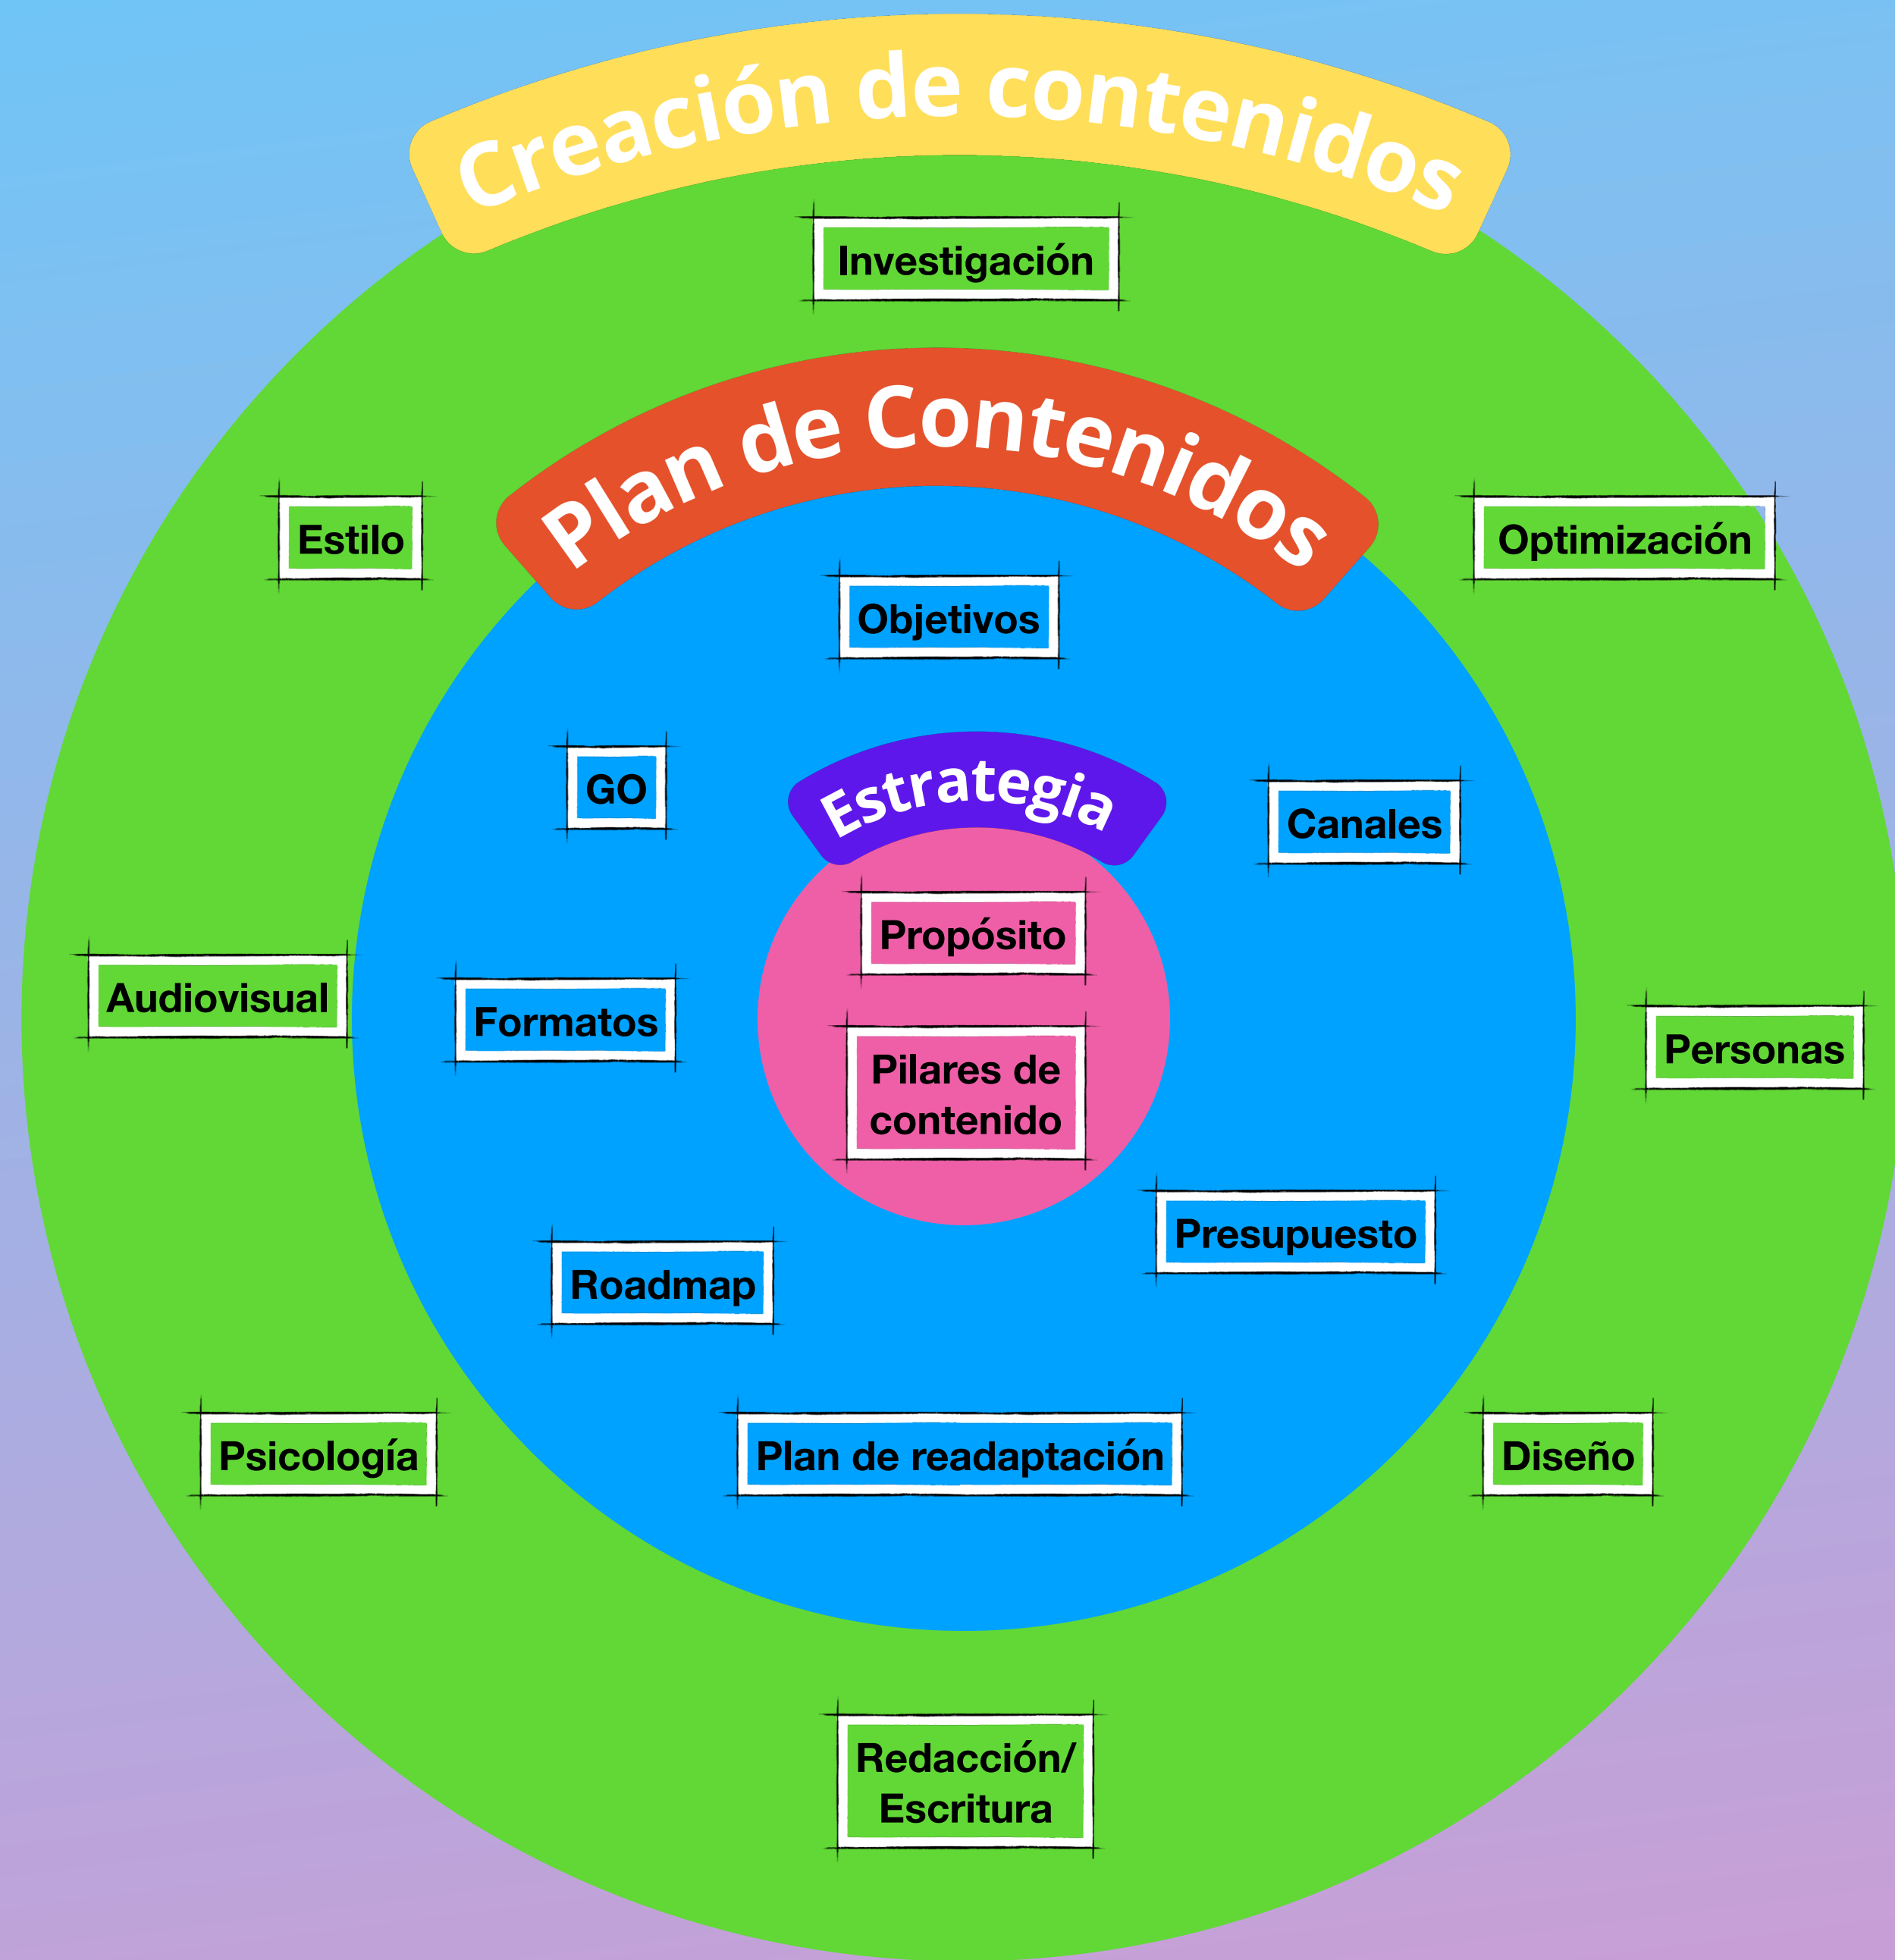 Creación de contenidos
Investigación
Plan de Contenidos
Estilo
Optimización
Objetivos
GO
Estrategia
Canales
Propósito
Audiovisual
Formatos
Personas
Pilares de
contenido
Presupuesto
Roadmap
Psicología
Plan de readaptación
Diseño
Redacción/
Escritura